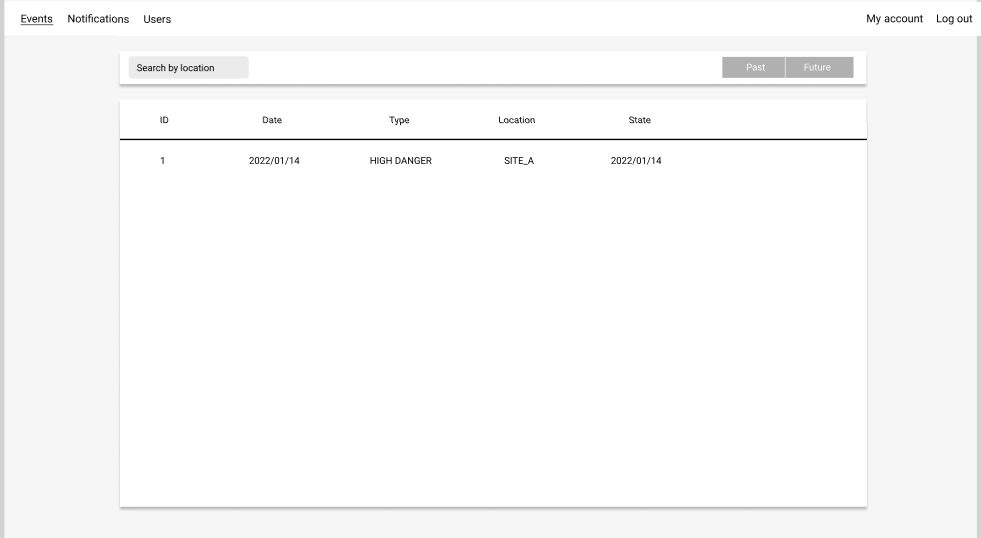 Events Notifications Users My account Log out
Search by location Past Future
ID Date Type Location State
1 2022/01/14 HIGH DANGER SITE_A 2022/01/14